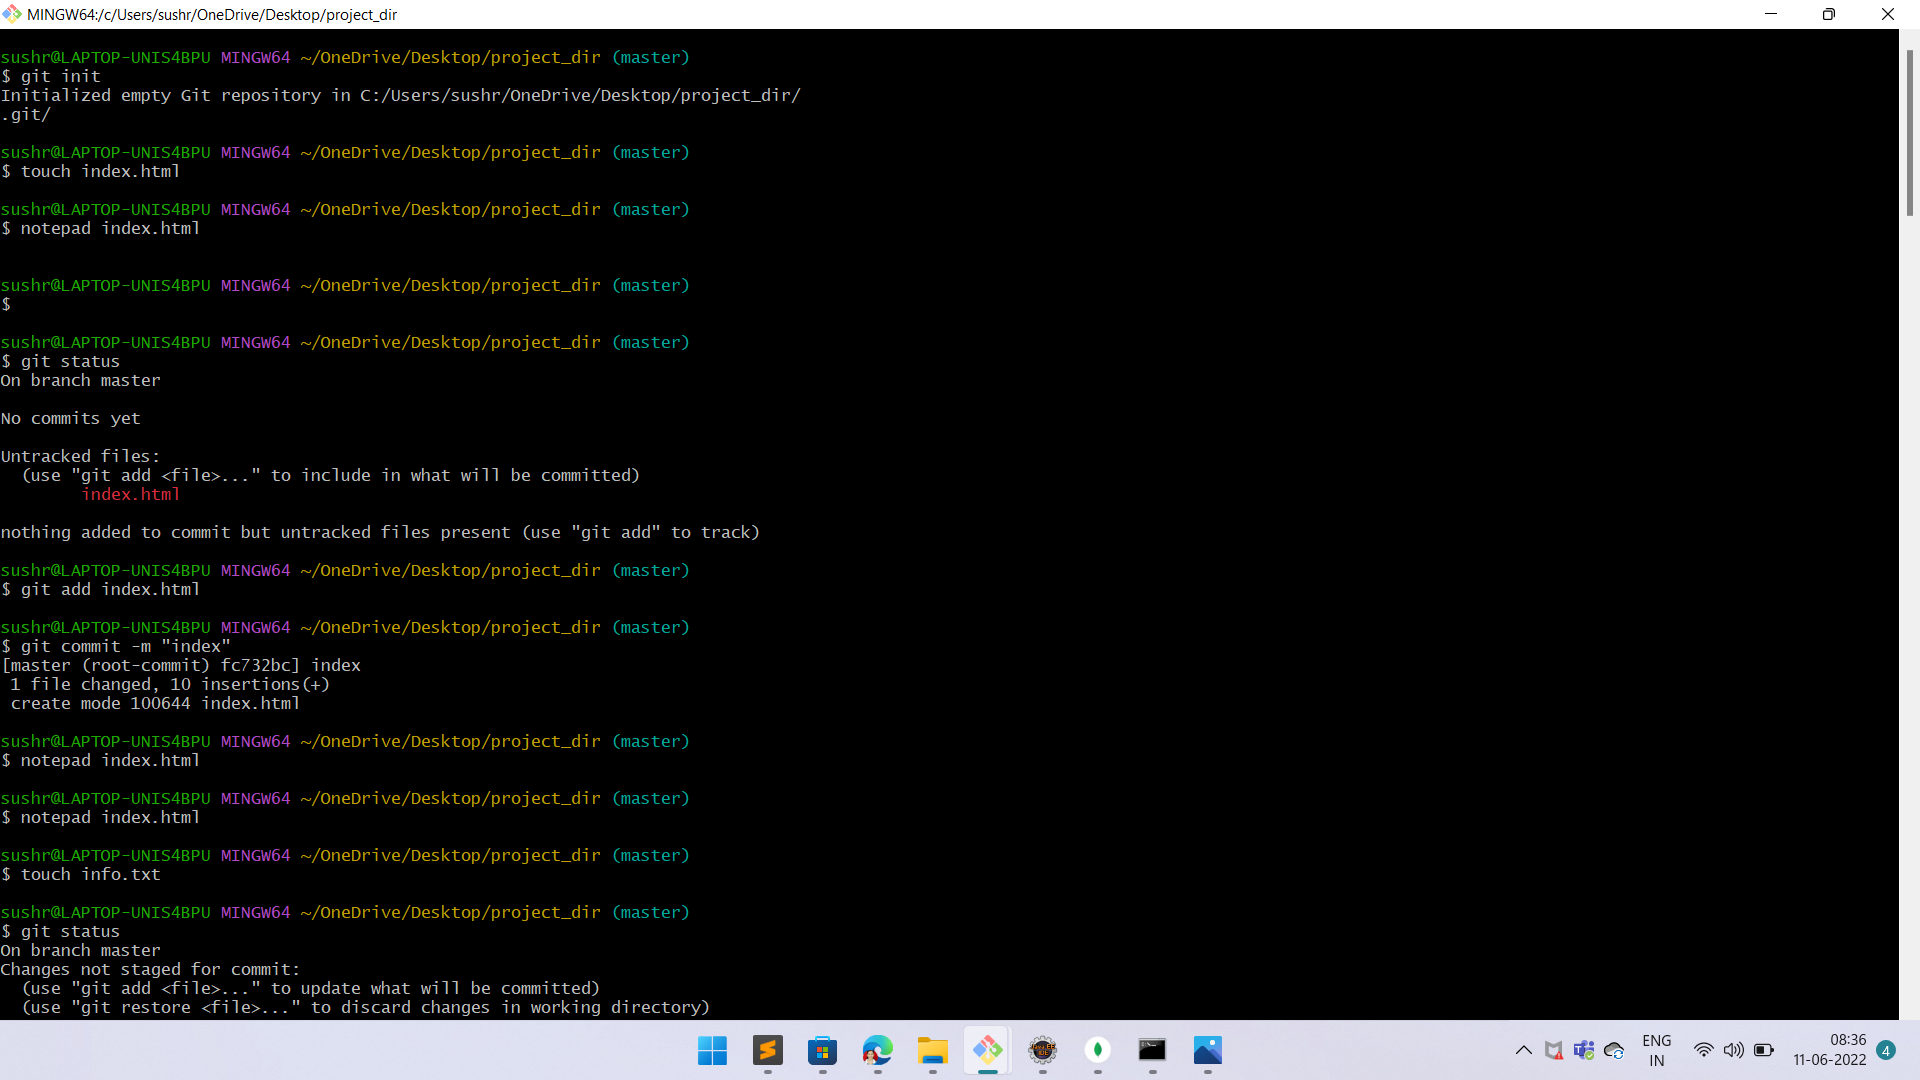 MINGW64:/c/Users/sushr/OneDrive/Desktop/project_dir
sushr@LAPTOP-UNIS4BPU MINGW64 ~/OneDrive/Desktop/project_dir (master)
$ git init
Initialized empty Git repository in C:/Users/sushr/OneDrive/Desktop/project_dir/
.git/
sushr@LAPTOP-UNIS4BPU MINGW64 ~/OneDrive/Desktop/project_dir (master)
$ touch index.html
sushr@LAPTOP-UNIS4BPU MINGW64 ~/OneDrive/Desktop/project_dir (master)
$ notepad index.html
sushr@LAPTOP-UNIS4BPU MINGW64 ~/OneDrive/Desktop/project_dir (master)
$
sushr@LAPTOP-UNIS4BPU MINGW64 ~/OneDrive/Desktop/project_dir (master)
$ git status
On branch master
No commits yet
Untracked files:
  (use "git add <file>..." to include in what will be committed)
        index.html
nothing added to commit but untracked files present (use "git add" to track)
sushr@LAPTOP-UNIS4BPU MINGW64 ~/OneDrive/Desktop/project_dir (master)
$ git add index.html
sushr@LAPTOP-UNIS4BPU MINGW64 ~/OneDrive/Desktop/project_dir (master)
$ git commit -m "index"
[master (root-commit) fc732bc] index
 1 file changed, 10 insertions(+)
 create mode 100644 index.html
sushr@LAPTOP-UNIS4BPU MINGW64 ~/OneDrive/Desktop/project_dir (master)
$ notepad index.html
sushr@LAPTOP-UNIS4BPU MINGW64 ~/OneDrive/Desktop/project_dir (master)
$ notepad index.html
sushr@LAPTOP-UNIS4BPU MINGW64 ~/OneDrive/Desktop/project_dir (master)
$ touch info.txt
sushr@LAPTOP-UNIS4BPU MINGW64 ~/OneDrive/Desktop/project_dir (master)
$ git status
On branch master
Changes not staged for commit:
  (use "git add <file>..." to update what will be committed)
  (use "git restore <file>..." to discard changes in working directory)
ENG
IN
08:36
11-06-2022
4